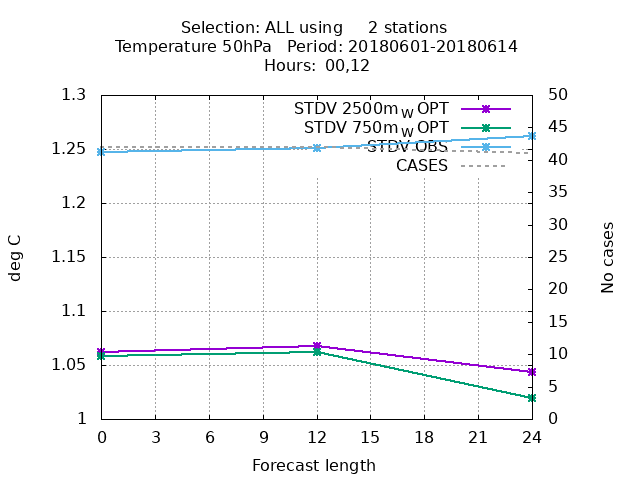 Selection: ALL using     2 stations
Temperature 50hPa   Period: 20180601-20180614
Hours: 00,12
STDV 2500m_W OPT
STDV 750m_W OPT
STDV OBS
CASES
1.3
1.25
1.2
1.15
1.1
1.05
1
deg C
50
45
40
35
30
25
20
15
10
5
0
No cases
0 3 6 9 12 15 18 21 24
Forecast length